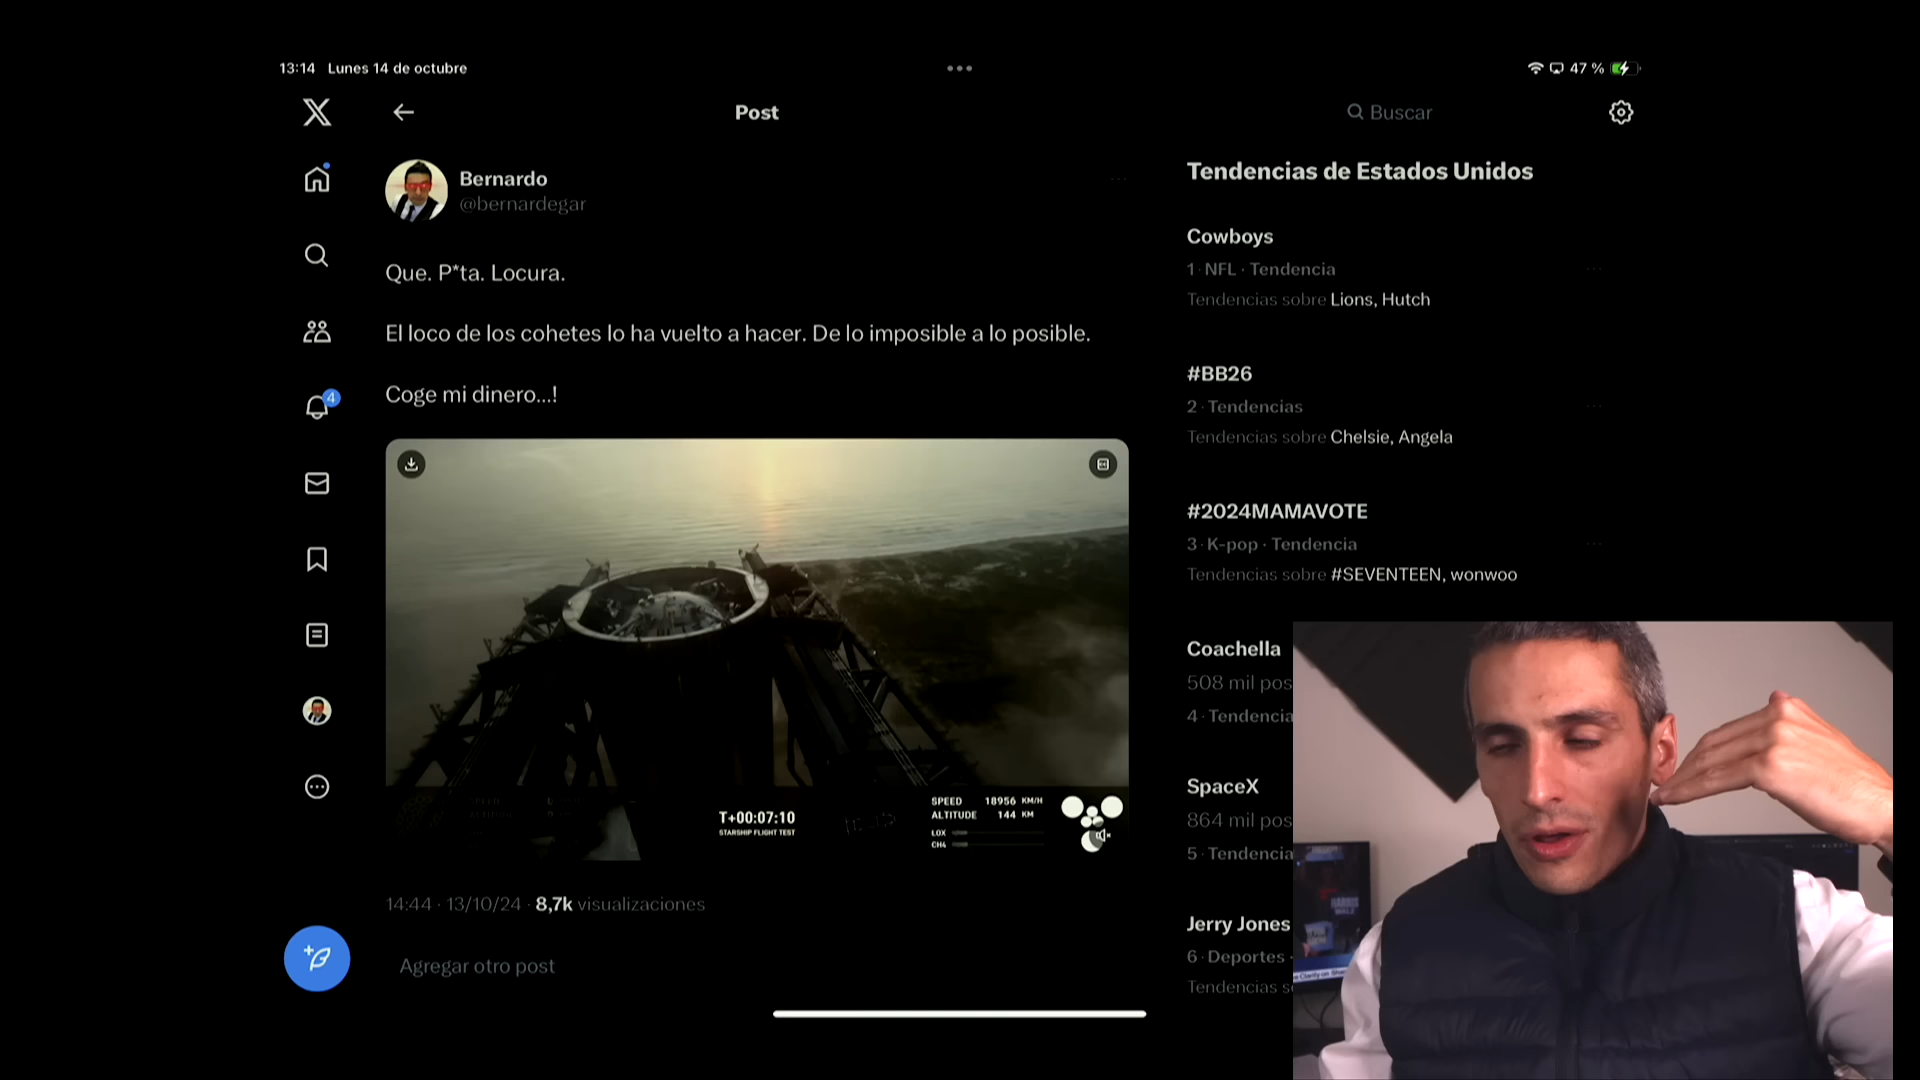 13:14 Lunes 14 de octubre
47 %
Post
Buscar
Bernardo
@bernardegar
Que. P*ta. Locura.
El loco de los cohetes lo ha vuelto a hacer. De lo imposible a lo posible.
Coge mi dinero...!
T+00:07:10
STARSHIP FLIGHT TEST
SPEED 18956 KM/H
ALTITUDE 144 KM
LOX
CH4
14:44 · 13/10/24 · 8,7k visualizaciones
Agregar otro post
4
Tendencias de Estados Unidos
Cowboys
1 · NFL · Tendencia
Tendencias sobre Lions, Hutch
#BB26
2 · Tendencias
Tendencias sobre Chelsie, Angela
#2024MAMAVOTE
3 · K-pop · Tendencia
Tendencias sobre #SEVENTEEN, wonwoo
Coachella
508 mil pos
4 · Tendencia
SpaceX
864 mil pos
5 · Tendencia
Jerry Jones
6 · Deportes ·
Tendencias s
HARRIS
WALZ